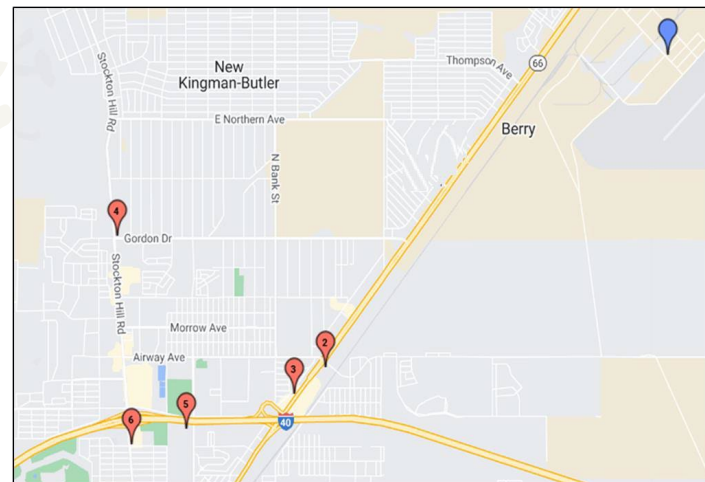 Stockton Hill Rd
New
Kingman-Butler
Thompson Ave
66
E Northern Ave
Berry
N Bank St
4
Gordon Dr
Stockton Hill Rd
Morrow Ave
2
Airway Ave
3
5
6
40